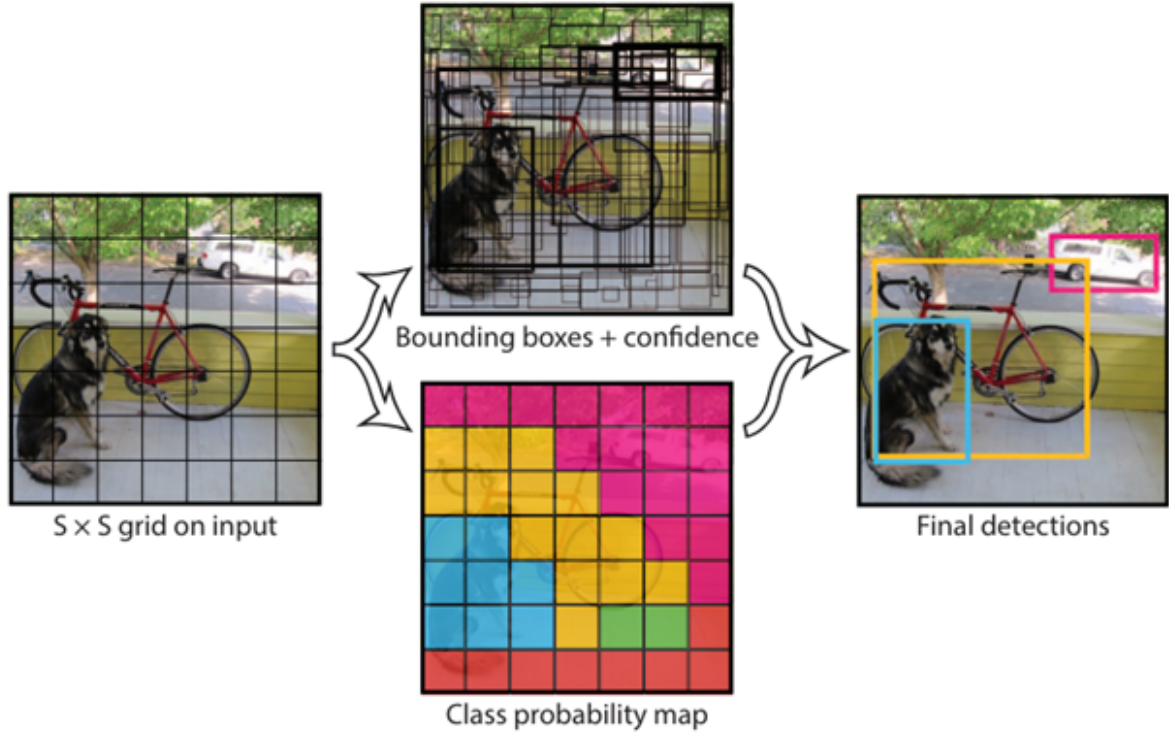 Bounding boxes + confidence
S × S grid on input
Final detections
Class probability map